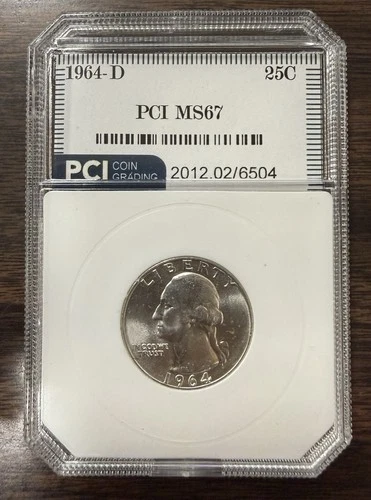 1964-D 25C
PCI MS67
PCI COIN GRADING 2012.02/6504
LIBERTY
IN GOD WE
TRUST
1964